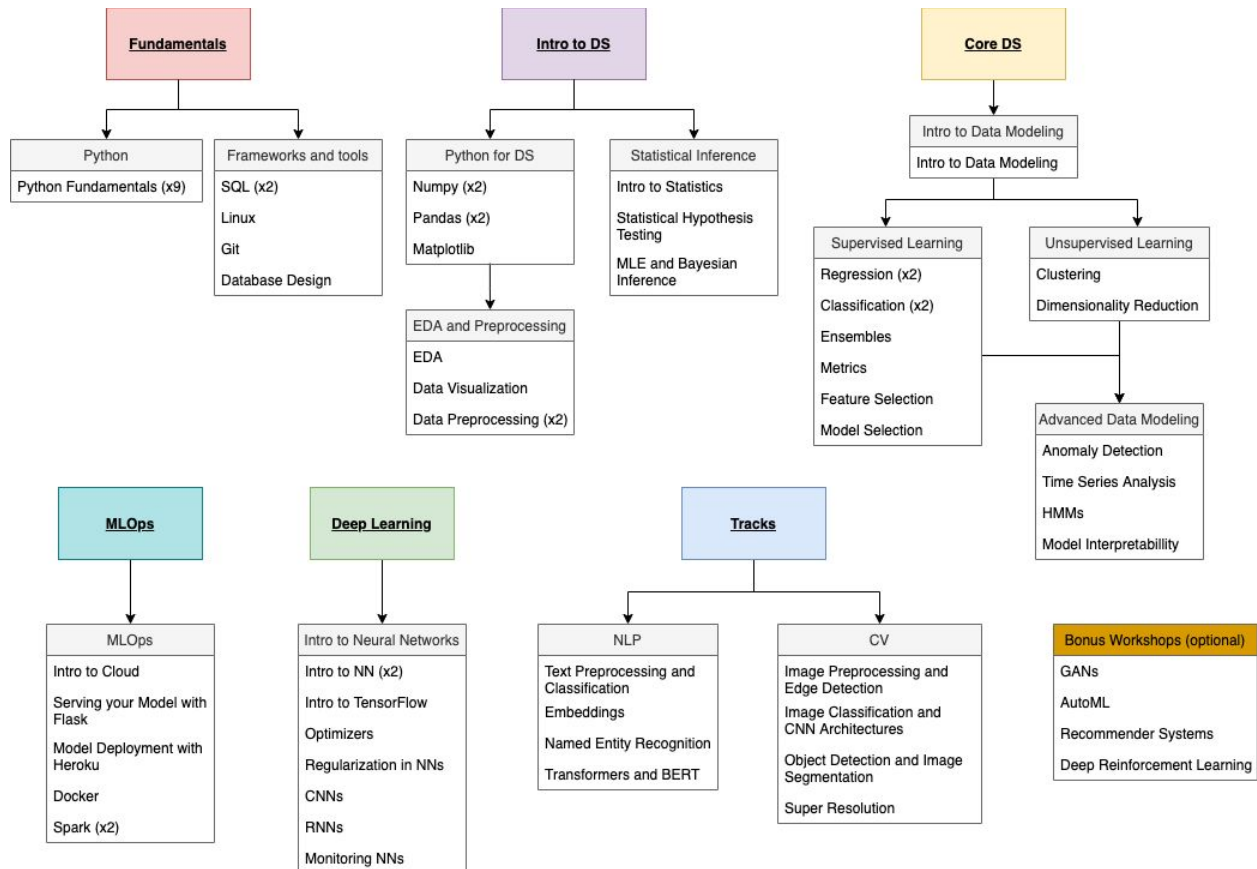 Fundamentals
Python
Python Fundamentals (x9)
Frameworks and tools
SQL (x2)
Linux
Git
Database Design
Intro to DS
Python for DS
Numpy (x2)
Pandas (x2)
Matplotlib
EDA and Preprocessing
EDA
Data Visualization
Data Preprocessing (x2)
Statistical Inference
Intro to Statistics
Statistical Hypothesis
Testing
MLE and Bayesian
Inference
Core DS
Intro to Data Modeling
Intro to Data Modeling
Supervised Learning
Regression (x2)
Classification (x2)
Ensembles
Metrics
Feature Selection
Model Selection
Unsupervised Learning
Clustering
Dimensionality Reduction
Advanced Data Modeling
Anomaly Detection
Time Series Analysis
HMMs
Model Interpretabillity
MLOps
MLOps
Intro to Cloud
Serving your Model with
Flask
Model Deployment with
Heroku
Docker
Spark (x2)
Deep Learning
Intro to Neural Networks
Intro to NN (x2)
Intro to TensorFlow
Optimizers
Regularization in NNs
CNNs
RNNs
Monitoring NNs
Tracks
NLP
Text Preprocessing and
Classification
Embeddings
Named Entity Recognition
Transformers and BERT
CV
Image Preprocessing and
Edge Detection
Image Classification and
CNN Architectures
Object Detection and Image
Segmentation
Super Resolution
Bonus Workshops (optional)
GANs
AutoML
Recommender Systems
Deep Reinforcement Learning